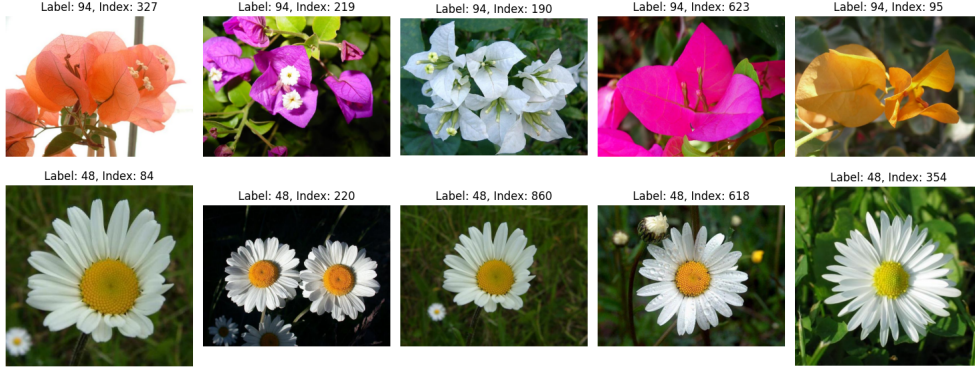 Label: 94, Index: 327
Label: 94, Index: 219
Label: 94, Index: 190
Label: 94, Index: 623
Label: 94, Index: 95
Label: 48, Index: 84
Label: 48, Index: 220
Label: 48, Index: 860
Label: 48, Index: 618
Label: 48, Index: 354